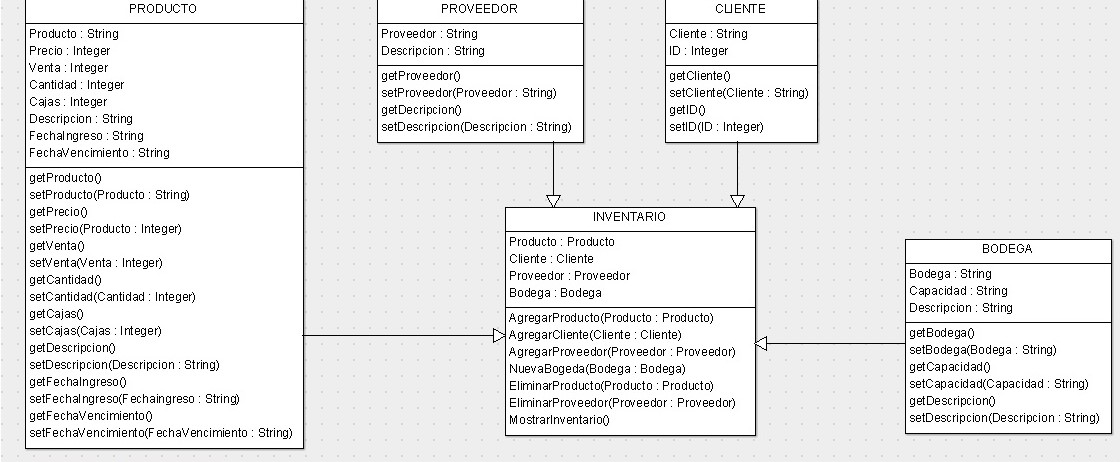 PRODUCTO
Producto : String
Precio : Integer
Venta : Integer
Cantidad : Integer
Cajas : Integer
Descripcion : String
FechaIngreso : String
FechaVencimiento : String
getProducto()
setProducto(Producto : String)
getPrecio()
setPrecio(Producto : Integer)
getVenta()
setVenta(Venta : Integer)
getCantidad()
setCantidad(Cantidad : Integer)
getCajas()
setCajas(Cajas : Integer)
getDescripcion()
setDescripcion(Descripcion : String)
getFechaIngreso()
setFechaIngreso(Fechaingreso : String)
getFechaVencimiento()
setFechaVencimiento(FechaVencimiento : String)
PROVEEDOR
Proveedor : String
Descripcion : String
getProveedor()
setProveedor(Proveedor : String)
getDecripcion()
setDescripcion(Descripcion : String)
CLIENTE
Cliente : String
ID : Integer
getCliente()
setCliente(Cliente : String)
getID()
setID(ID : Integer)
INVENTARIO
Producto : Producto
Cliente : Cliente
Proveedor : Proveedor
Bodega : Bodega
AgregarProducto(Producto : Producto)
AgregarCliente(Cliente : Cliente)
AgregarProveedor(Proveedor : Proveedor)
NuevaBogeda(Bodega : Bodega)
EliminarProducto(Producto : Producto)
EliminarProveedor(Proveedor : Proveedor)
MostrarInventario()
BODEGA
Bodega : String
Capacidad : String
Descripcion : String
getBodega()
setBodega(Bodega : String)
getCapacidad()
setCapacidad(Capacidad : String)
getDescripcion()
setDescripcion(Descripcion : String)